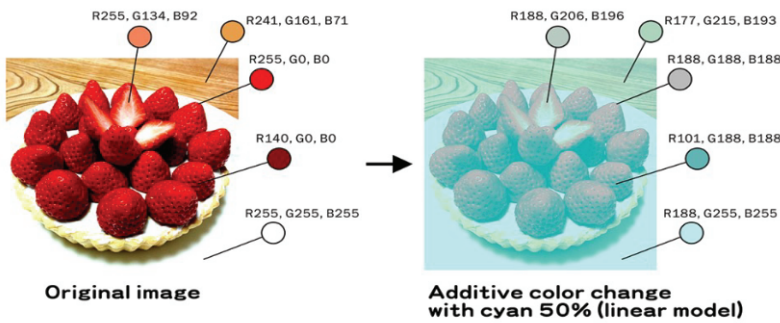 R255, G134, B92
R241, G161, B71
R255, G0, B0
R140, G0, B0
R255, G255, B255
Original image
R188, G206, B196
R177, G215, B193
R188, G188, B188
R101, G188, B188
R188, G255, B255
Additive color change
with cyan 50% (linear model)